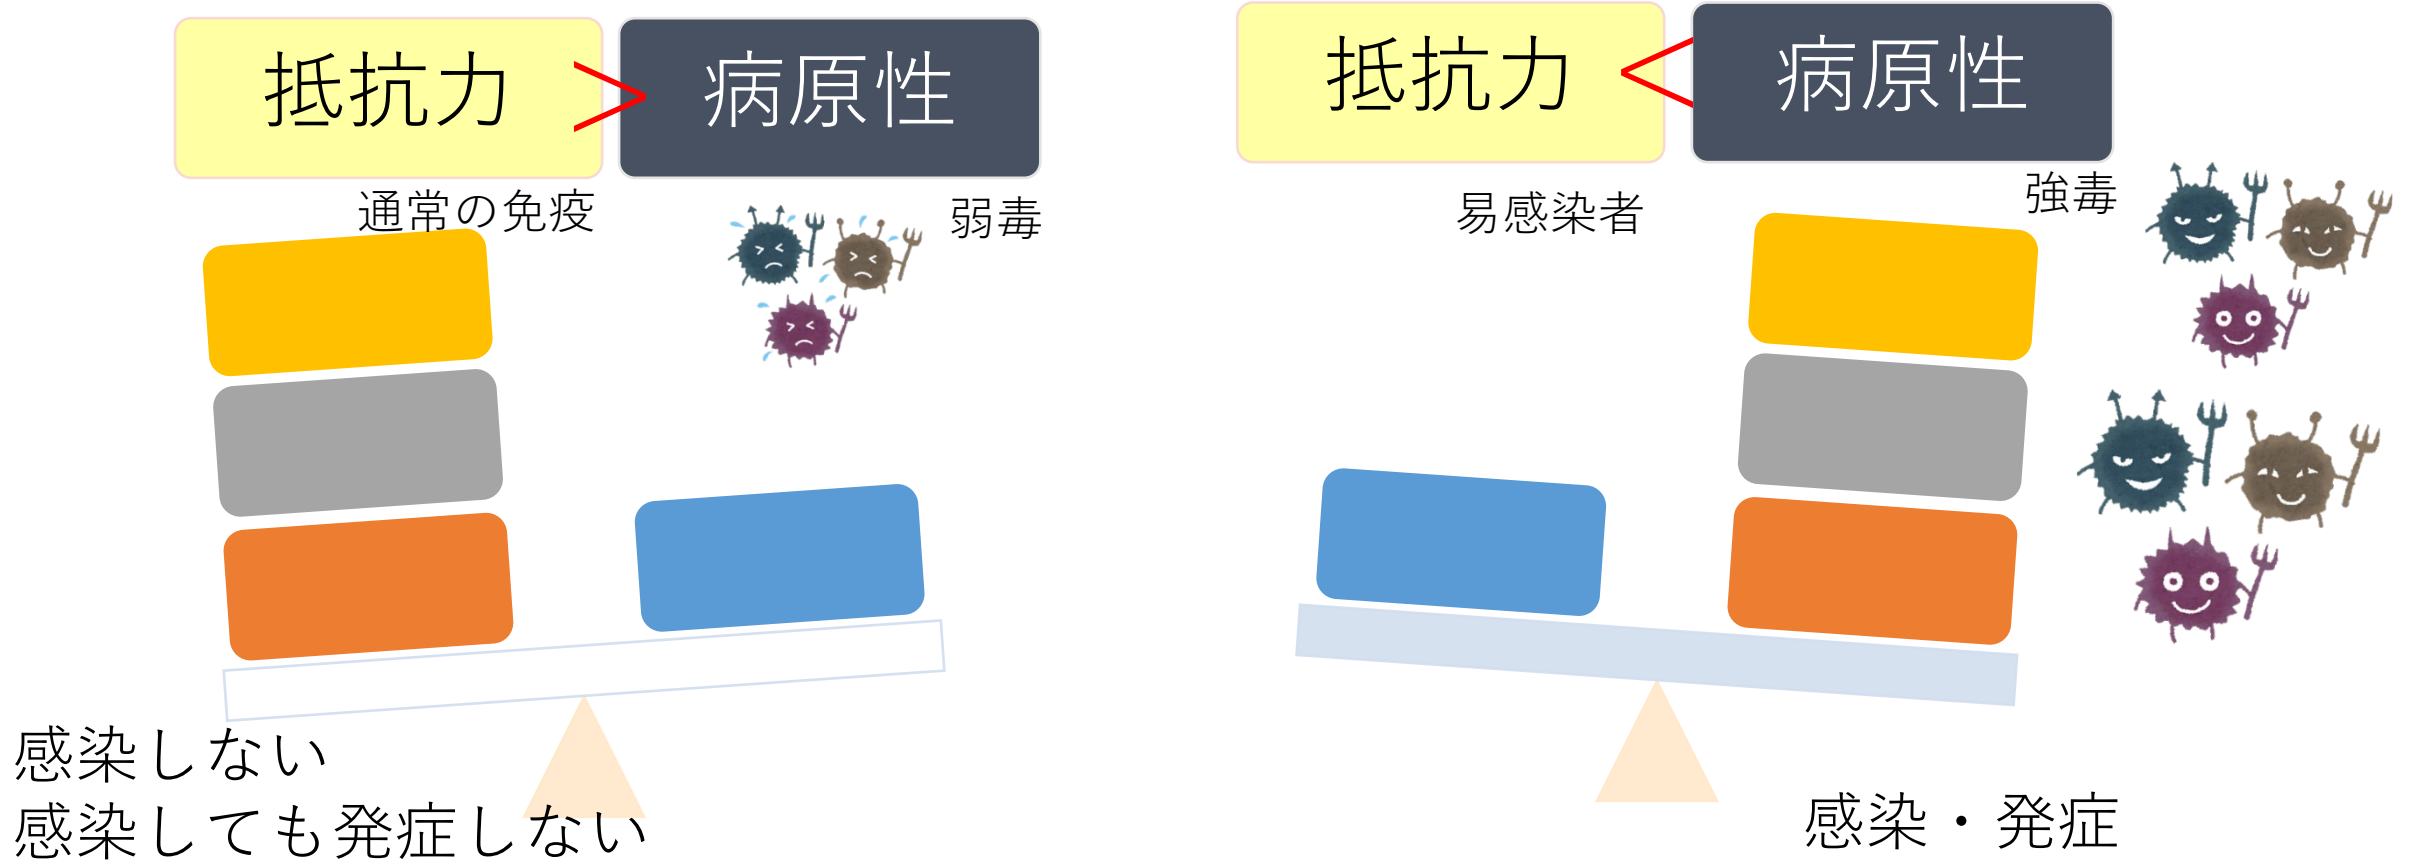 抵抗力 > 病原性
通常の免疫
弱毒
感染しない
感染しても発症しない
抵抗力 < 病原性
易感染者
強毒
感染・発症